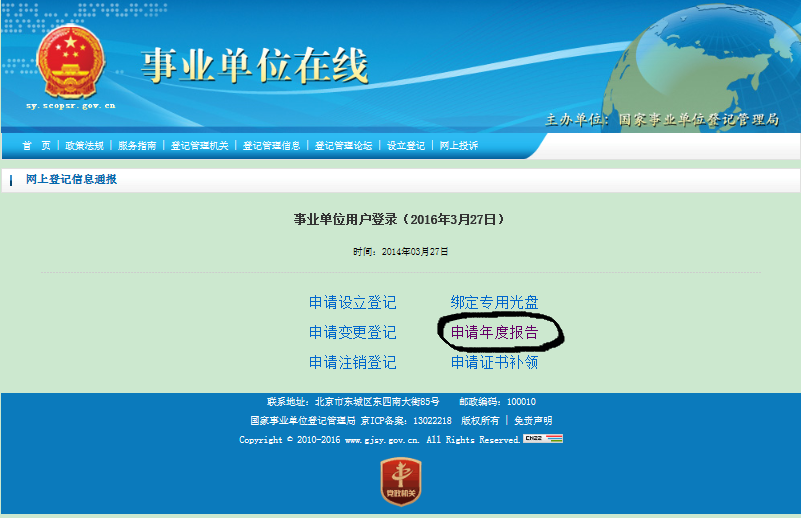 事业单位在线
sy.scopsr.gov.cn
主办单位：国家事业单位登记管理局
首 页 | 政策法规 | 服务指南 | 登记管理机关 | 登记管理信息 | 登记管理论坛 | 设立登记 | 网上投诉
网上登记信息通报
事业单位用户登录（2016年3月27日）
时间：2014年03月27日
申请设立登记 绑定专用光盘
申请变更登记 申请年度报告
申请注销登记 申请证书补领
联系地址：北京市东城区东四南大街85号 邮政编码：100010
国家事业单位登记管理局 京ICP备案：13022218 版权所有 | 免责声明
Copyright © 2010-2016 www.gjsy.gov.cn. All Rights Reserved. CNZZ
党政机关